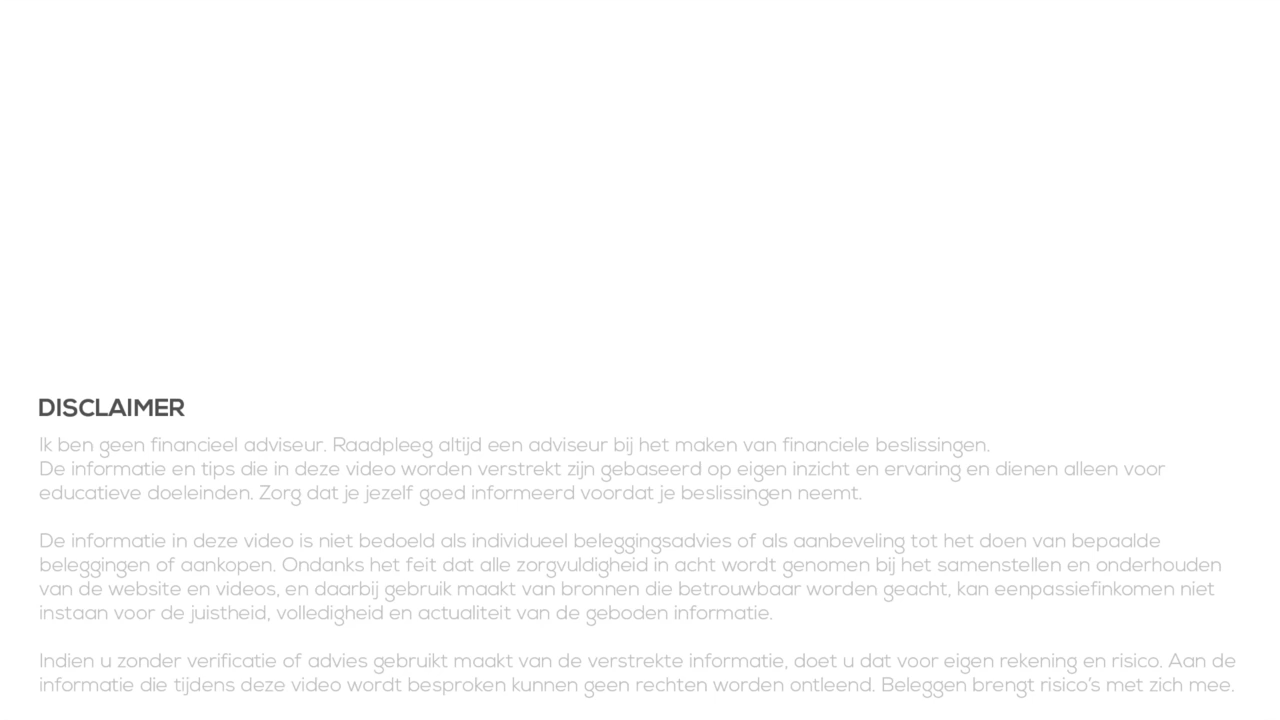 DISCLAIMER
Ik ben geen financieel adviseur. Raadpleeg altijd een adviseur bij het maken van financiele beslissingen.
De informatie en tips die in deze video worden verstrekt zijn gebaseerd op eigen inzicht en ervaring en dienen alleen voor
educatieve doeleinden. Zorg dat je jezelf goed informeerd voordat je beslissingen neemt.
De informatie in deze video is niet bedoeld als individueel beleggingsadvies of als aanbeveling tot het doen van bepaalde
beleggingen of aankopen. Ondanks het feit dat alle zorgvuldigheid in acht wordt genomen bij het samenstellen en onderhouden
van de website en videos, en daarbij gebruik maakt van bronnen die betrouwbaar worden geacht, kan eenpassiefinkomen niet
instaan voor de juistheid, volledigheid en actualiteit van de geboden informatie.
Indien u zonder verificatie of advies gebruikt maakt van de verstrekte informatie, doet u dat voor eigen rekening en risico. Aan de
informatie die tijdens deze video wordt besproken kunnen geen rechten worden ontleend. Beleggen brengt risico's met zich mee.